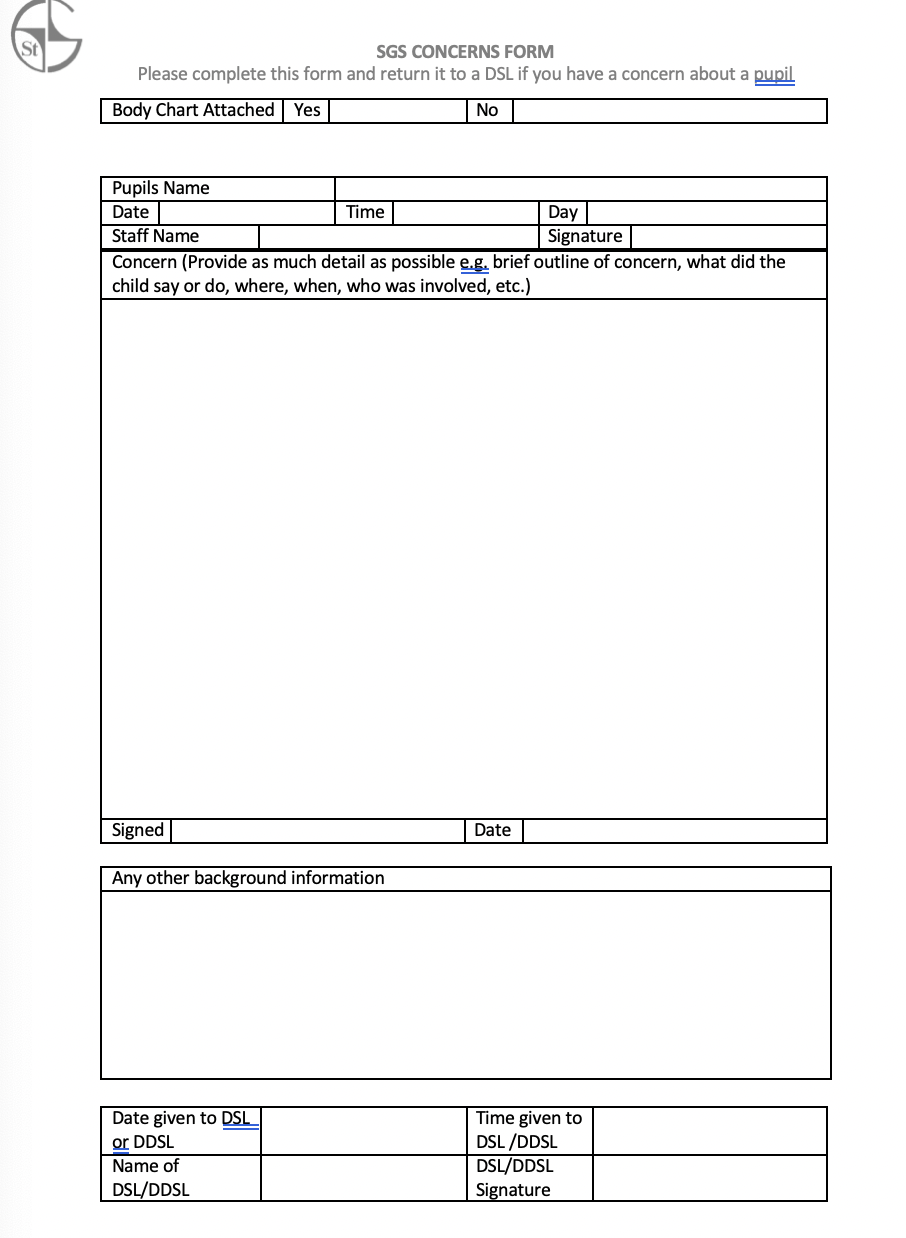 St
SGS CONCERNS FORM
Please complete this form and return it to a DSL if you have a concern about a pupil
Body Chart Attached Yes No
Pupils Name
Date Time Day
Staff Name Signature
Concern (Provide as much detail as possible e.g. brief outline of concern, what did the
child say or do, where, when, who was involved, etc.)
Signed Date
Any other background information
Date given to DSL
or DDSL
Time given to
DSL /DDSL
Name of
DSL/DDSL
DSL/DDSL
Signature